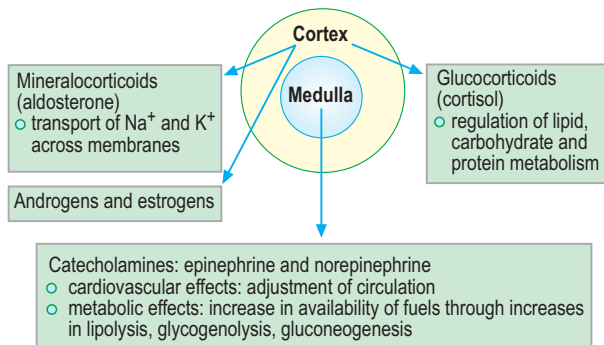 Cortex
Medulla
Mineralocorticoids
(aldosterone)
transport of Na⁺ and K⁺
across membranes
Androgens and estrogens
Glucocorticoids
(cortisol)
regulation of lipid,
carbohydrate and
protein metabolism
Catecholamines: epinephrine and norepinephrine
cardiovascular effects: adjustment of circulation
metabolic effects: increase in availability of fuels through increases
in lipolysis, glycogenolysis, gluconeogenesis